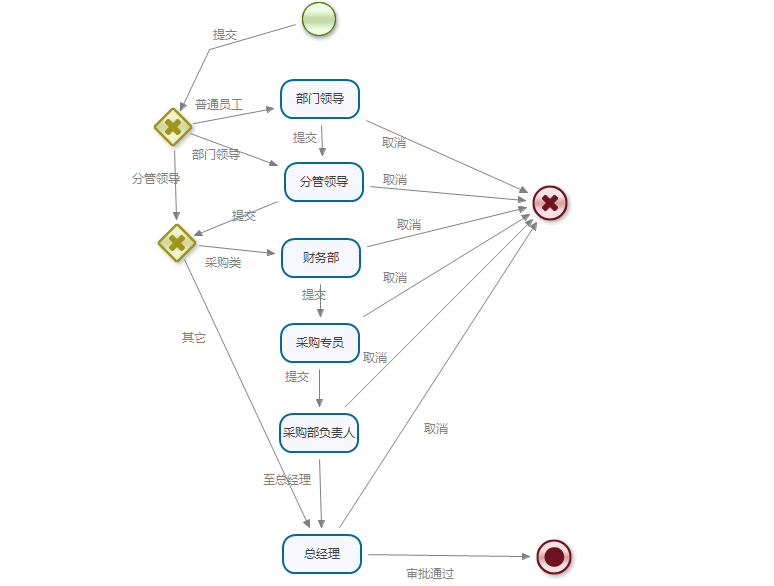 提交
普通员工
部门领导
提交
取消
部门领导
分管领导
分管领导
取消
提交
取消
采购类
财务部
取消
提交
其它
采购专员
取消
提交
采购部负责人
取消
至总经理
总经理
审批通过